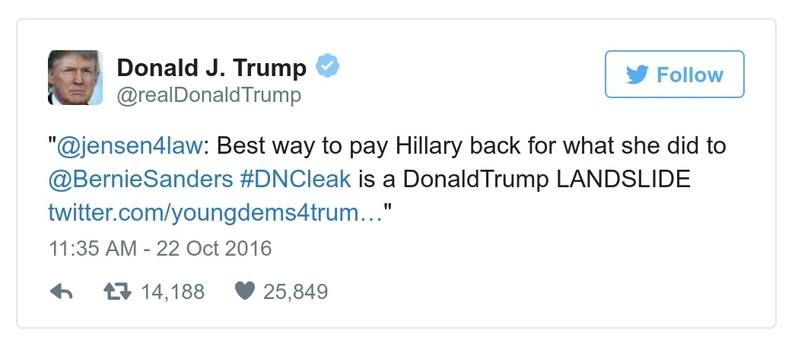 Donald J. Trump
@realDonaldTrump
Follow
"@jensen4law: Best way to pay Hillary back for what she did to
@BernieSanders #DNCleak is a DonaldTrump LANDSLIDE
twitter.com/youngdems4trum…"
11:35 AM - 22 Oct 2016
14,188 25,849